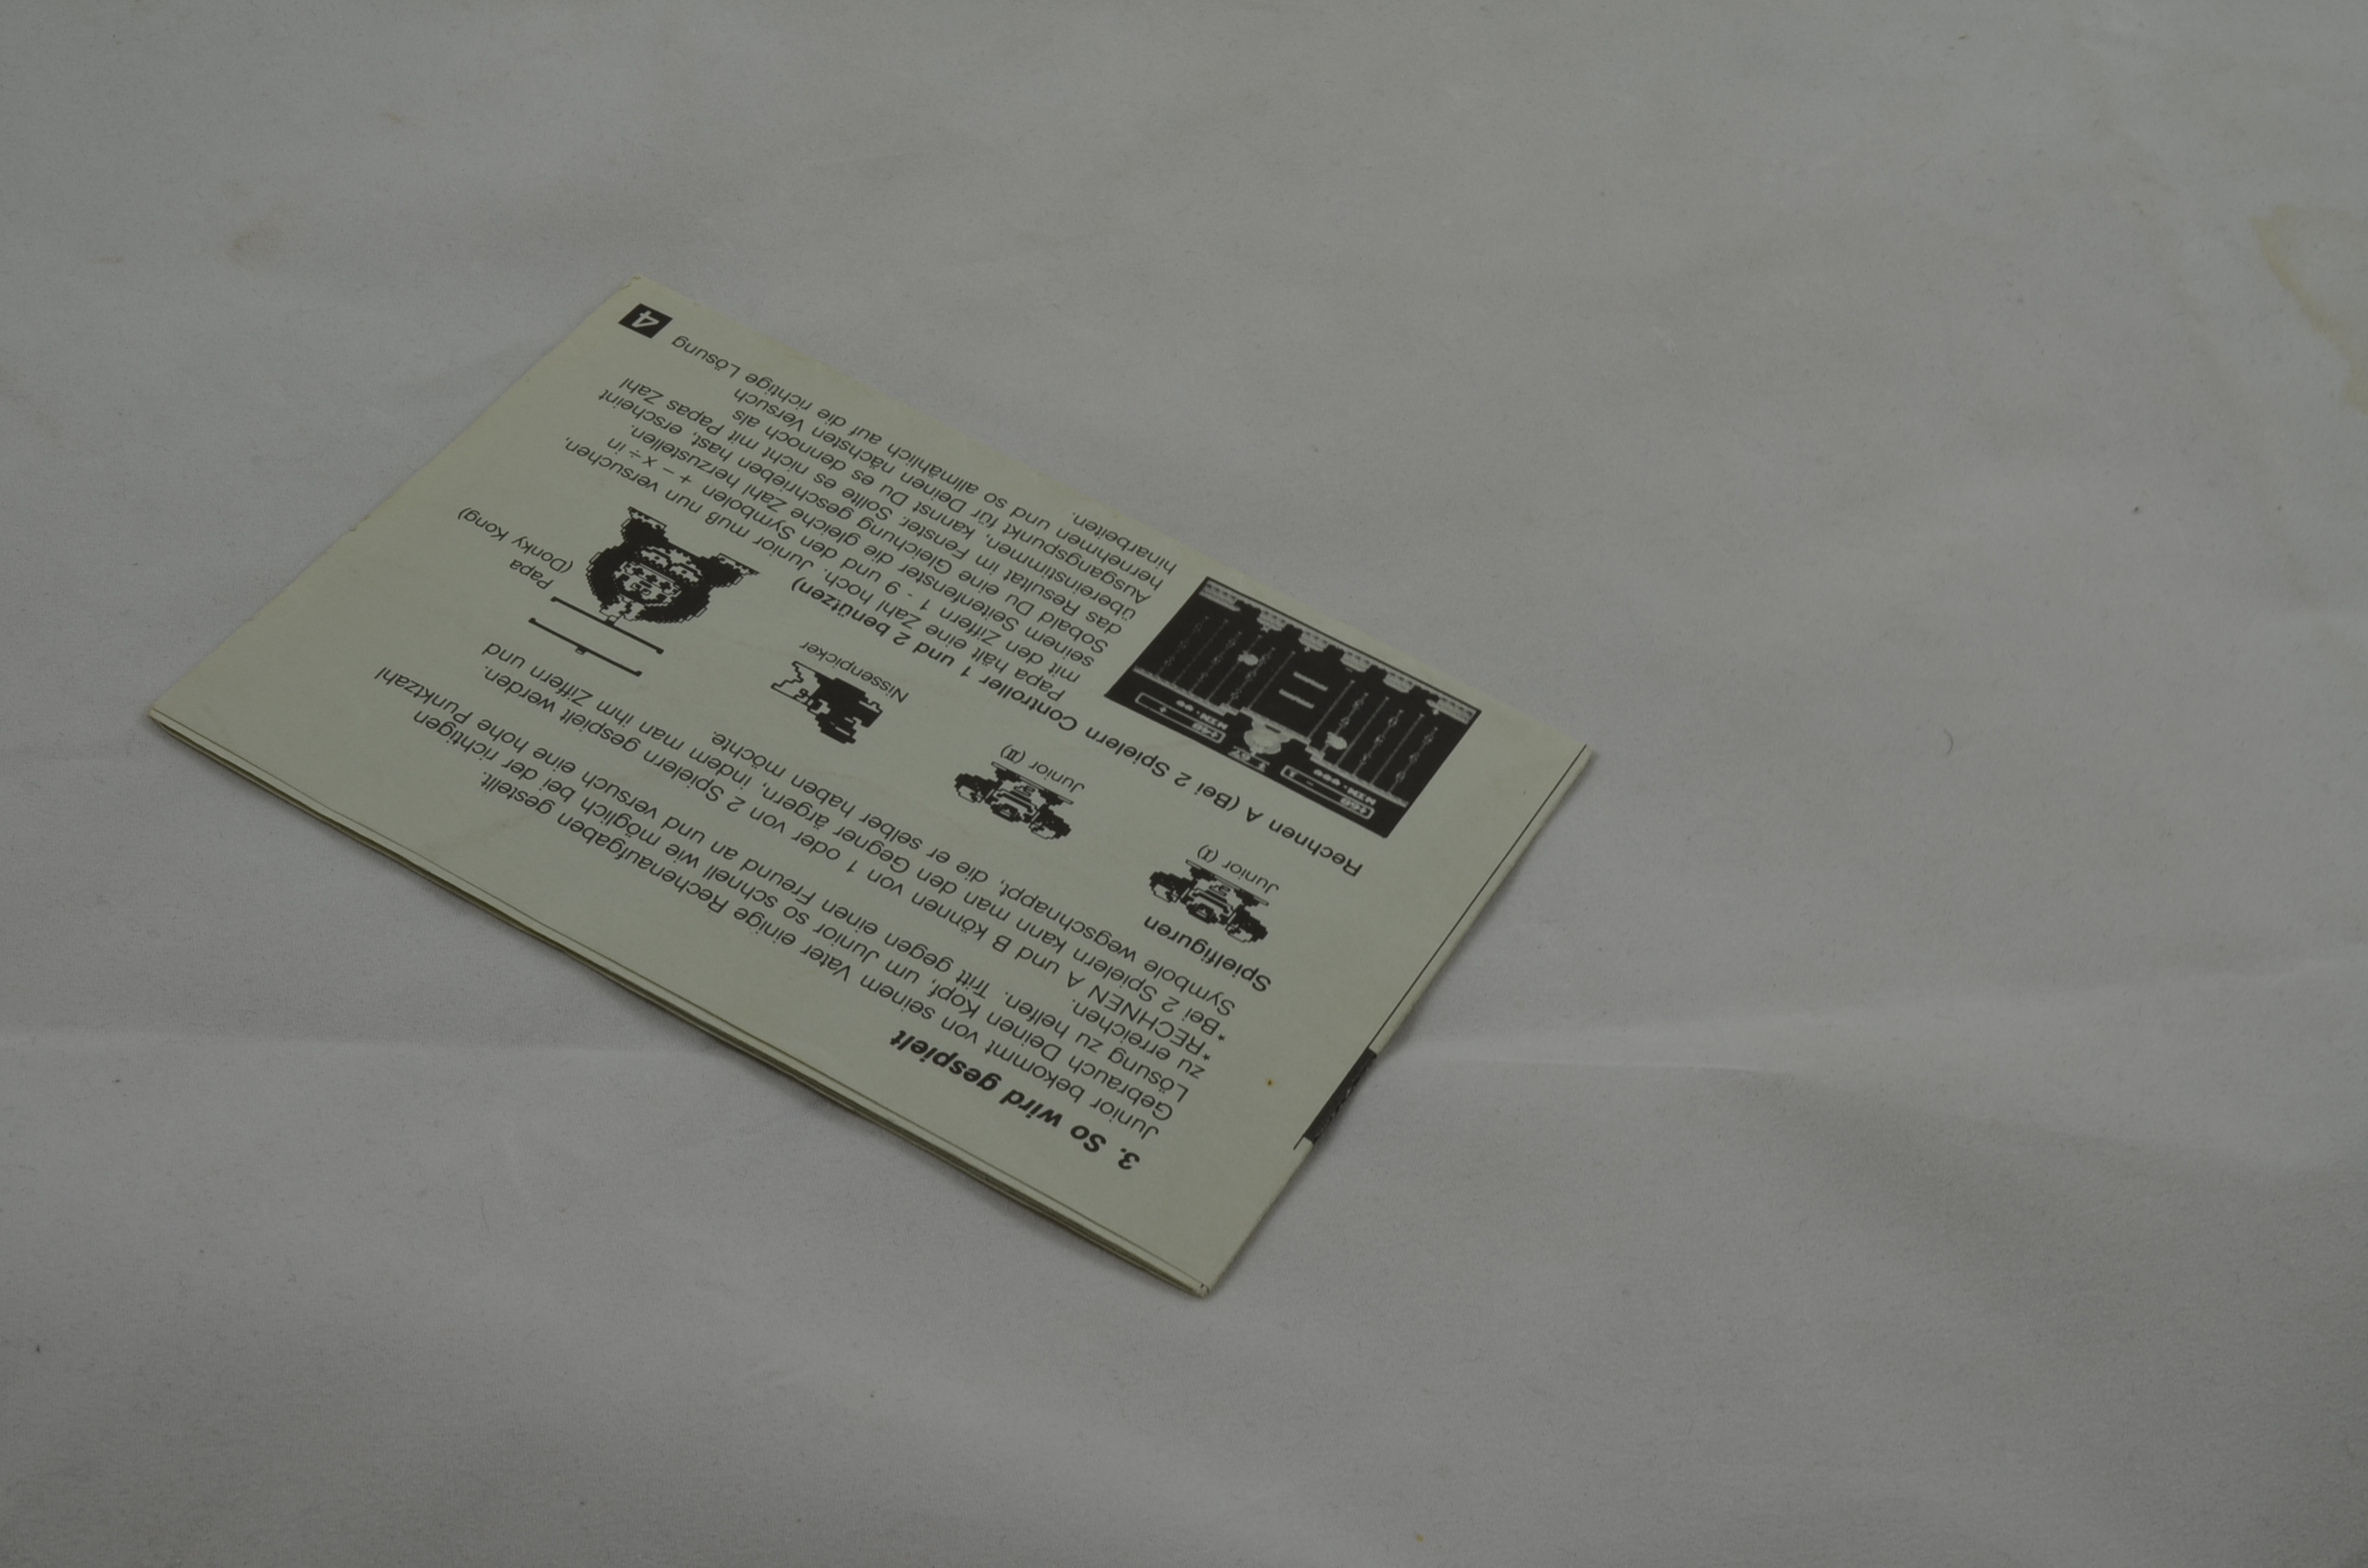 3. So wird gespielt
Junior bekommt von seinem Vater einige Rechenaufgaben gestellt.
Gebrauch Deinen Kopf, um Junior so schnell wie möglich bei der richtigen
Lösung zu helfen. Tritt gegen einen Freund an und versuch eine hohe Punktzahl
zu erreichen.
*RECHNEN A und B können von 1 oder von 2 Spielern gespielt werden.
*Bei 2 Spielern kann man den Gegner ärgern, indem man ihm Ziffern und
Symbole wegschnappt, die er selber haben möchte.
Spielfiguren
Junior (I)
Junior (II)
Nissenpicker
Papa
(Donky Kong)
Rechnen A (Bei 2 Spielern Controller 1 und 2 benützen)
Papa hält eine Zahl hoch. Junior muß nun versuchen,
mit den Ziffern 1 - 9 und den Symbolen + − x ÷ in
seinem Seitenfenster die gleiche Zahl herzustellen.
Sobald Du eine Gleichung geschrieben hast, erscheint
das Resultat im Fenster. Sollte es nicht mit Papas Zahl
übereinstimmen, kannst Du es dennoch als
Ausgangspunkt für Deinen nächsten Versuch
hernehmen und so allmählich auf die richtige Lösung
hinarbeiten.
4